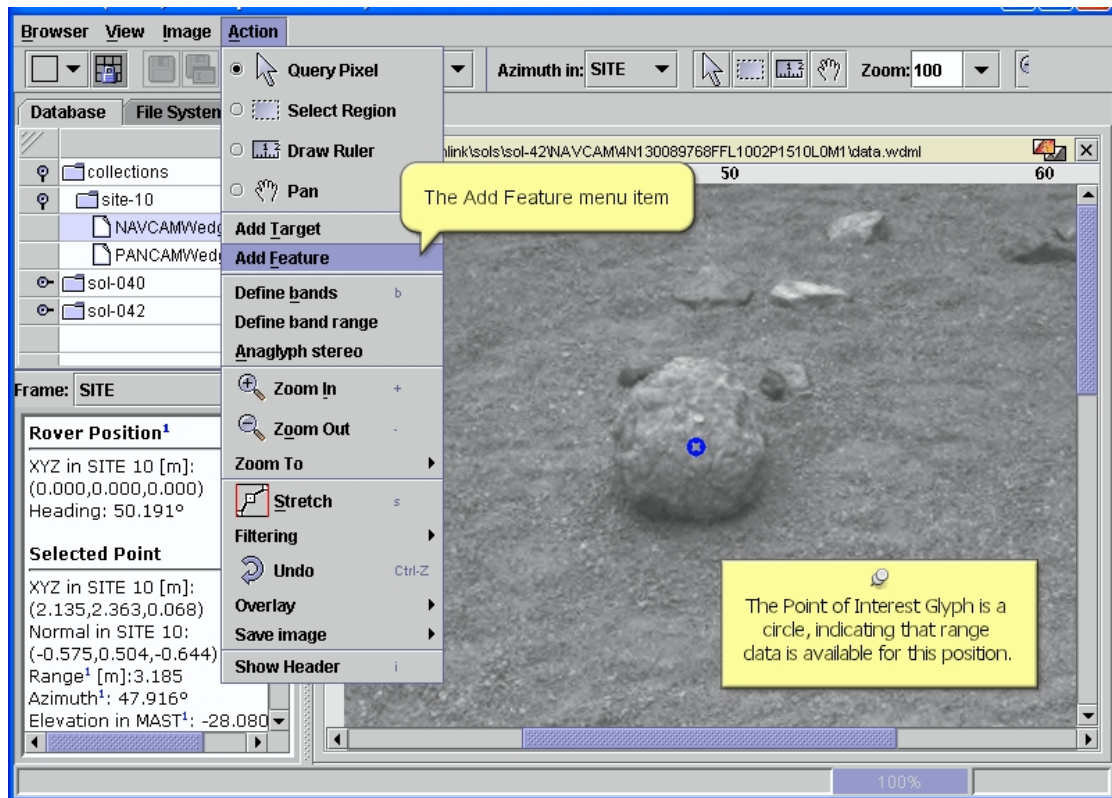 Browser View Image Action
Azimuth in: SITE
Zoom: 100
Database File System
collections
site-10
NAVCAMWedg
PANCAMWedg
sol-040
sol-042
Query Pixel
Select Region
Draw Ruler
Pan
Add Target
Add Feature
Define bands b
Define band range
Anaglyph stereo
Zoom In +
Zoom Out -
Zoom To
Stretch s
Filtering
Undo Ctrl-Z
Overlay
Save image
Show Header i
The Add Feature menu item
link\sols\sol-42\NAVCAM\4N130089768FFL1002P1510L0M1\data.wdml
50 60
Frame: SITE
Rover Position1
XYZ in SITE 10 [m]:
(0.000,0.000,0.000)
Heading: 50.191º
Selected Point
XYZ in SITE 10 [m]:
(2.135,2.363,0.068)
Normal in SITE 10:
(-0.575,0.504,-0.644)
Range1 [m]:3.185
Azimuth1: 47.916º
Elevation in MAST1: -28.080
The Point of Interest Glyph is a
circle, indicating that range
data is available for this position.
100%